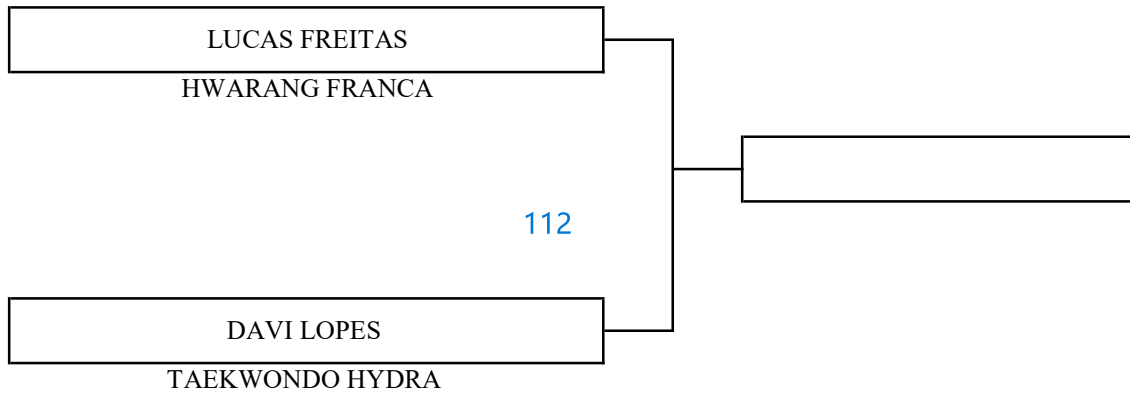 LUCAS FREITAS
HWARANG FRANCA
112
DAVI LOPES
TAEKWONDO HYDRA